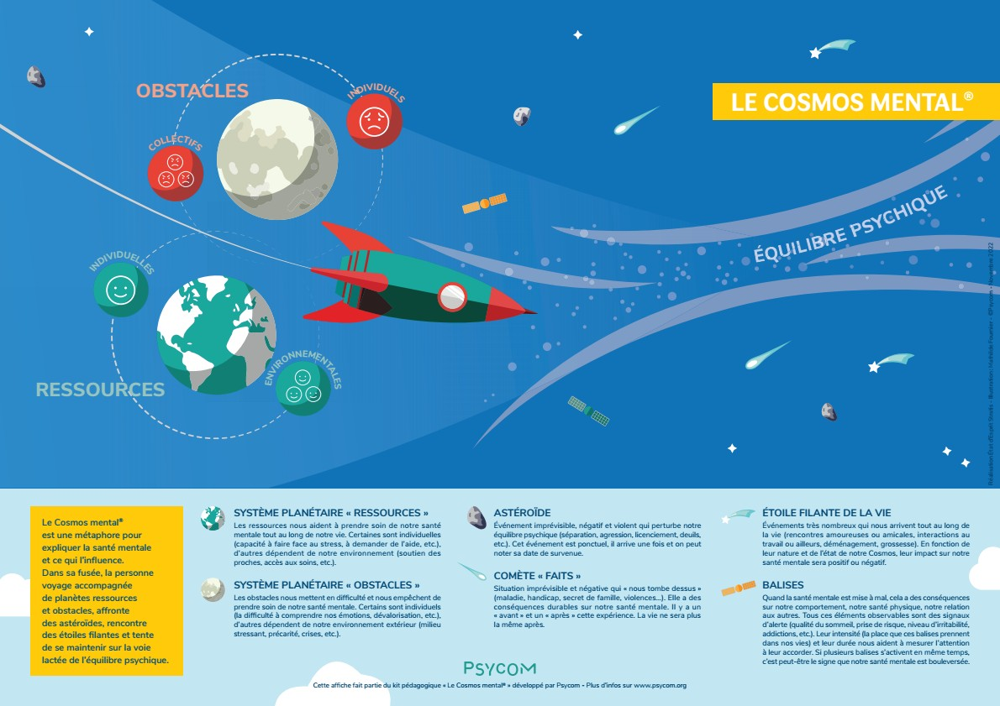 LE COSMOS MENTAL®
OBSTACLES
INDIVIDUELS
COLLECTIFS
ÉQUILIBRE PSYCHIQUE
INDIVIDUELLES
ENVIRONNEMENTALES
RESSOURCES
Réalisation État d'Esprit Stratis - Illustration : Mathilde Fournier - ©Psycom - Novembre 2022
Le Cosmos mental®
est une métaphore pour
expliquer la santé mentale
et ce qui l'influence.
Dans sa fusée, la personne
voyage accompagnée
de planètes ressources
et obstacles, affronte
des astéroïdes, rencontre
des étoiles filantes et tente
de se maintenir sur la voie
lactée de l'équilibre psychique.
SYSTÈME PLANÉTAIRE « RESSOURCES »
Les ressources nous aident à prendre soin de notre santé
mentale tout au long de notre vie. Certaines sont individuelles
(capacité à faire face au stress, à demander de l'aide, etc.),
d'autres dépendent de notre environnement (soutien des
proches, accès aux soins, etc.).
SYSTÈME PLANÉTAIRE « OBSTACLES »
Les obstacles nous mettent en difficulté et nous empêchent de
prendre soin de notre santé mentale. Certains sont individuels
(la difficulté à comprendre nos émotions, dévalorisation, etc.),
d'autres dépendent de notre environnement extérieur (milieu
stressant, précarité, crises, etc.).
ASTÉROÏDE
Événement imprévisible, négatif et violent qui perturbe notre
équilibre psychique (séparation, agression, licenciement, deuils,
etc.). Cet événement est ponctuel, il arrive une fois et on peut
noter sa date de survenue.
COMÈTE « FAITS »
Situation imprévisible et négative qui « nous tombe dessus »
(maladie, handicap, secret de famille, violences...). Elle a des
conséquences durables sur notre santé mentale. Il y a un
« avant » et un « après » cette expérience. La vie ne sera plus
la même après.
ÉTOILE FILANTE DE LA VIE
Événements très nombreux qui nous arrivent tout au long de
la vie (rencontres amoureuses ou amicales, interactions au
travail ou ailleurs, déménagement, grossesse). En fonction de
leur nature et de l'état de notre Cosmos, leur impact sur notre
santé mentale sera positif ou négatif.
BALISES
Quand la santé mentale est mise à mal, cela a des conséquences
sur notre comportement, notre santé physique, notre relation
aux autres. Tous ces éléments observables sont des signaux
d'alerte (qualité du sommeil, prise de risque, niveau d'irritabilité,
addictions, etc.). Leur intensité (la place que ces balises prennent
dans nos vies) et leur durée nous aident à mesurer l'attention
à leur accorder. Si plusieurs balises s'activent en même temps,
c'est peut-être le signe que notre santé mentale est bouleversée.
PSYCOM
Cette affiche fait partie du kit pédagogique « Le Cosmos mental® » développé par Psycom - Plus d'infos sur www.psycom.org